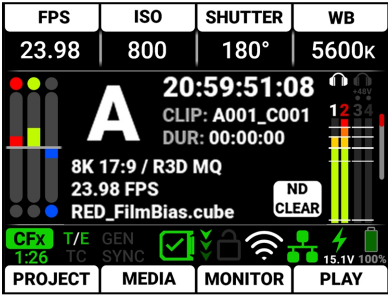 FPS ISO SHUTTER WB
23.98 800 180° 5600K
20:59:51:08
A
CLIP: A001_C001
DUR: 00:00:00
+48V
1 2 3 4
8K 17:9 / R3D MQ
23.98 FPS
RED_FilmBias.cube
ND
CLEAR
CFx T/E GEN
1:26 TC SYNC 15.1V 100%
PROJECT MEDIA MONITOR PLAY